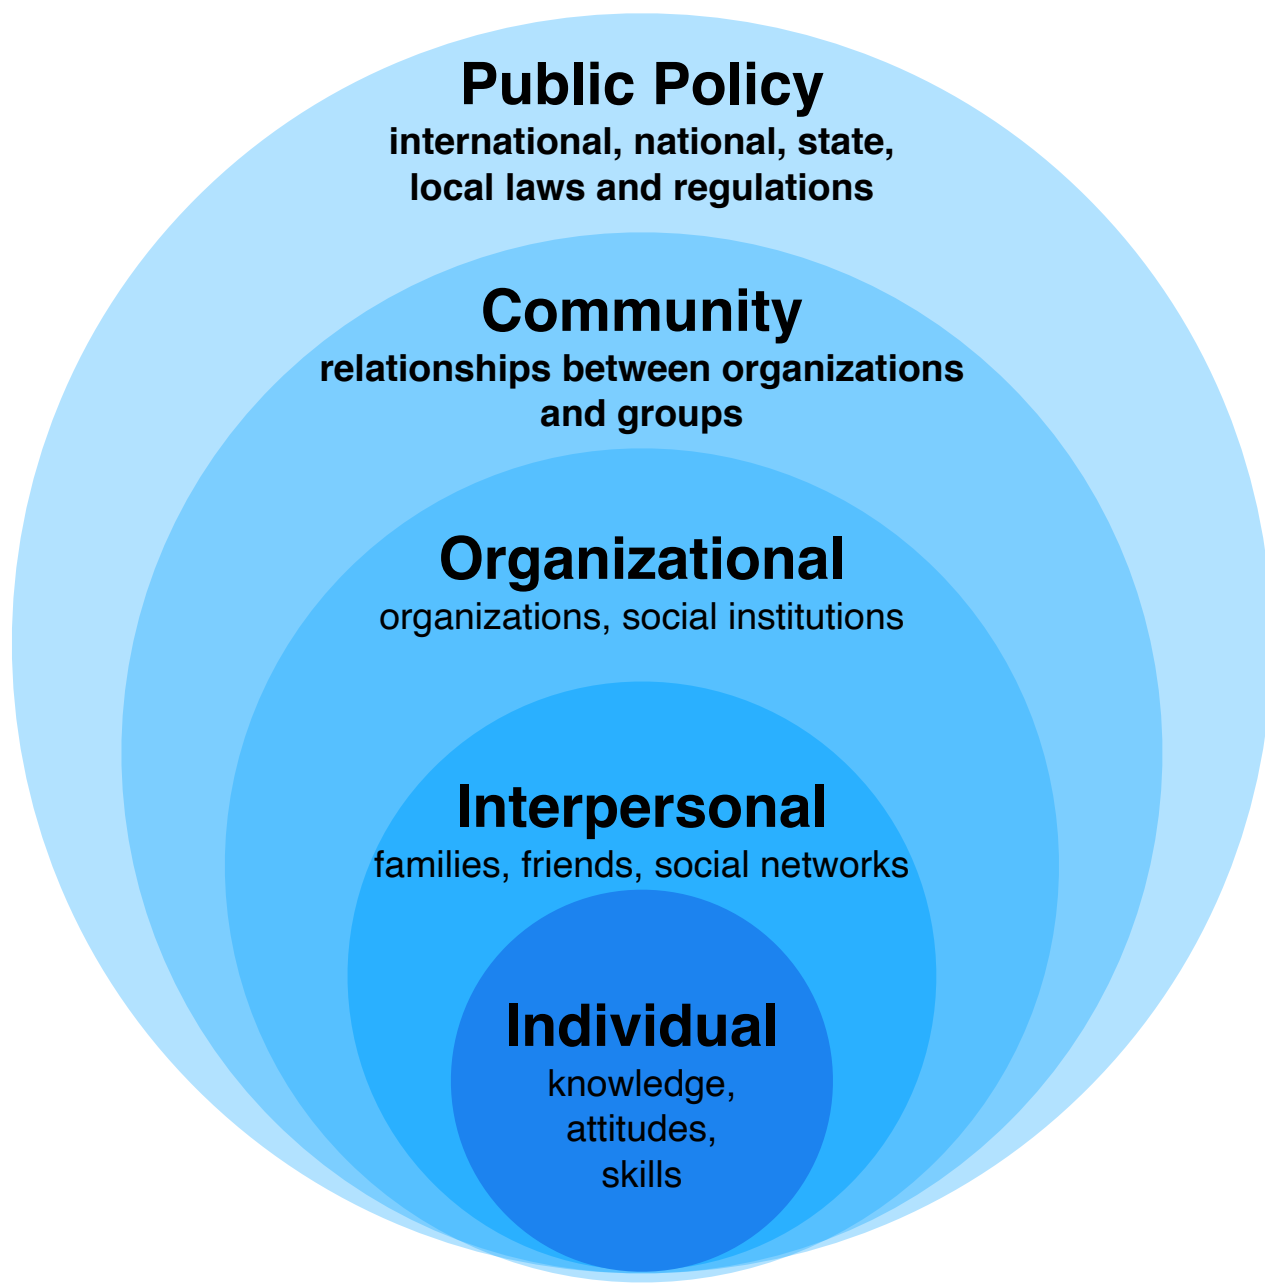 Public Policy
international, national, state,
local laws and regulations
Community
relationships between organizations
and groups
Organizational
organizations, social institutions
Interpersonal
families, friends, social networks
Individual
knowledge,
attitudes,
skills